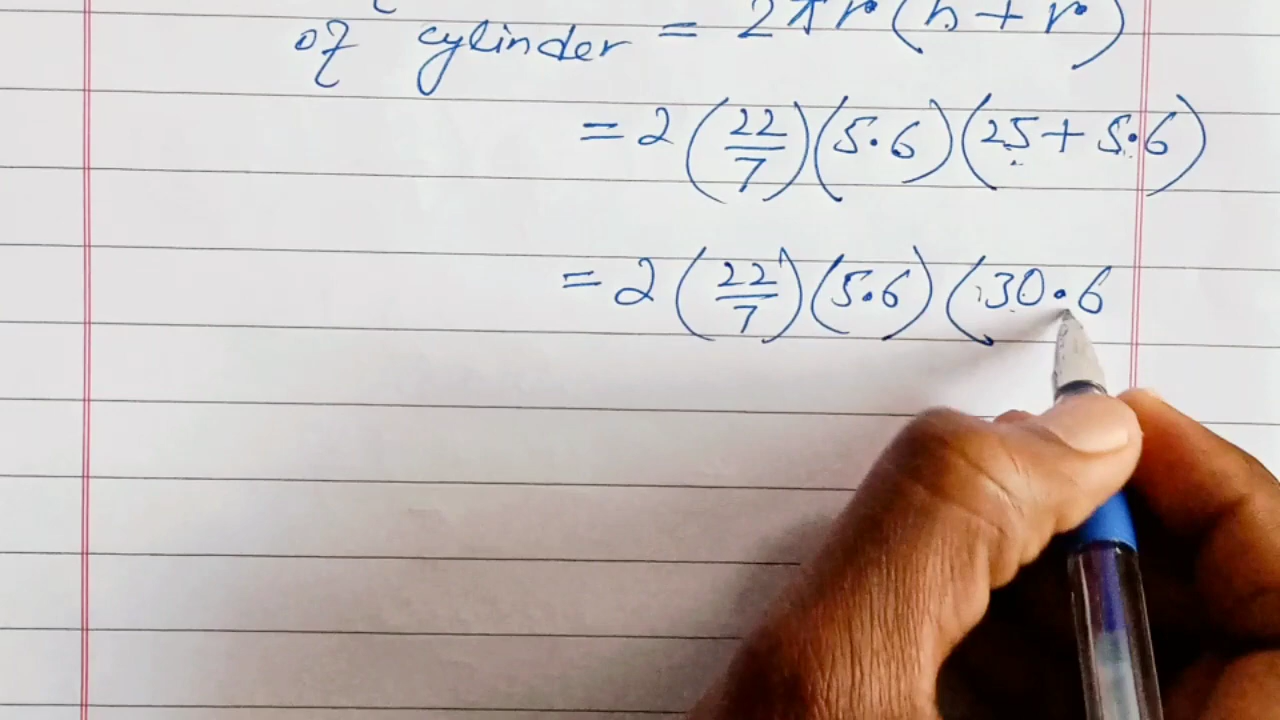 of cylinder = 2πr(h+r)
= 2(22/7)(5.6)(25+5.6)
= 2(22/7)(5.6)(30.6